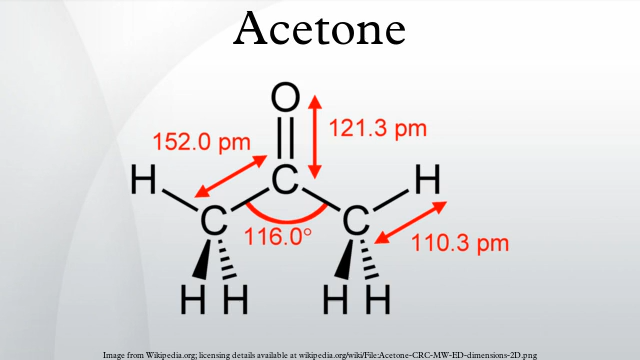 Acetone
O
152.0 pm
121.3 pm
H
C
H
C
C
116.0°
110.3 pm
H H
H H
Image from Wikipedia.org; licensing details available at wikipedia.org/wiki/File:Acetone-CRC-MW-ED-dimensions-2D.png